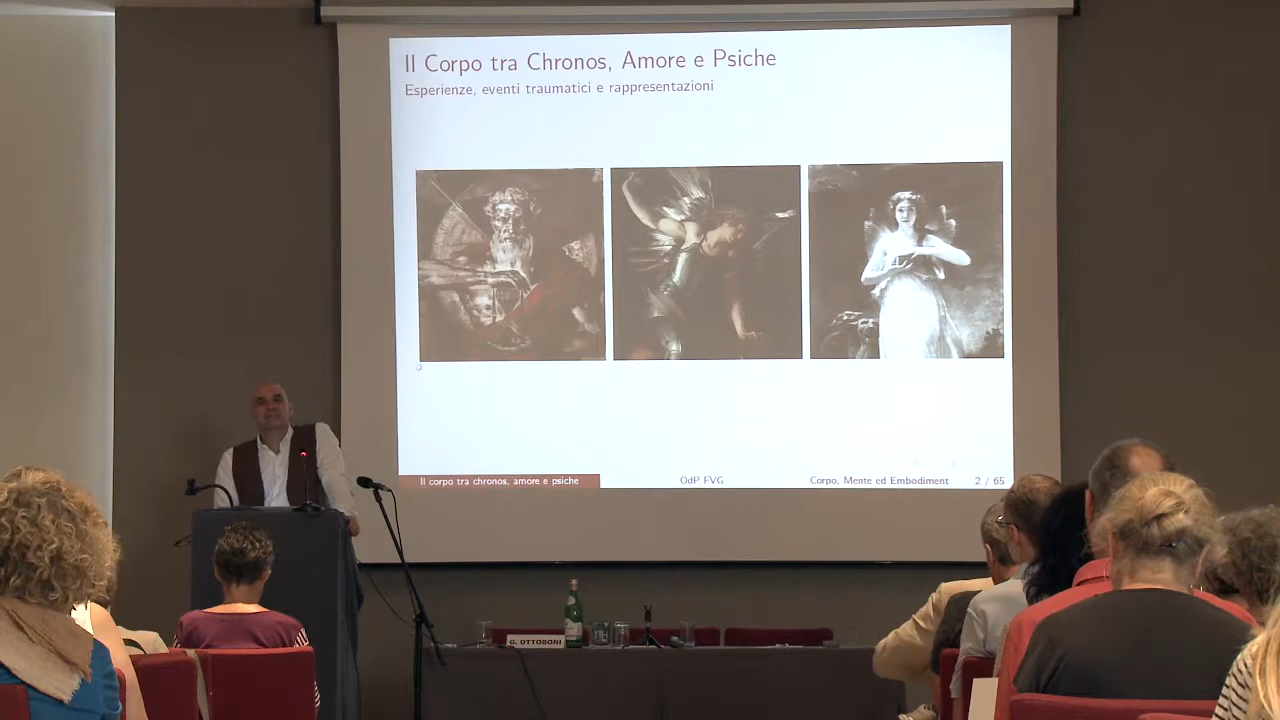 Il Corpo tra Chronos, Amore e Psiche
Esperienze, eventi traumatici e rappresentazioni
Il corpo tra chronos, amore e psiche
OdP FVG
Corpo, Mente ed Embodiment
2 / 65
G. OTTOBONI